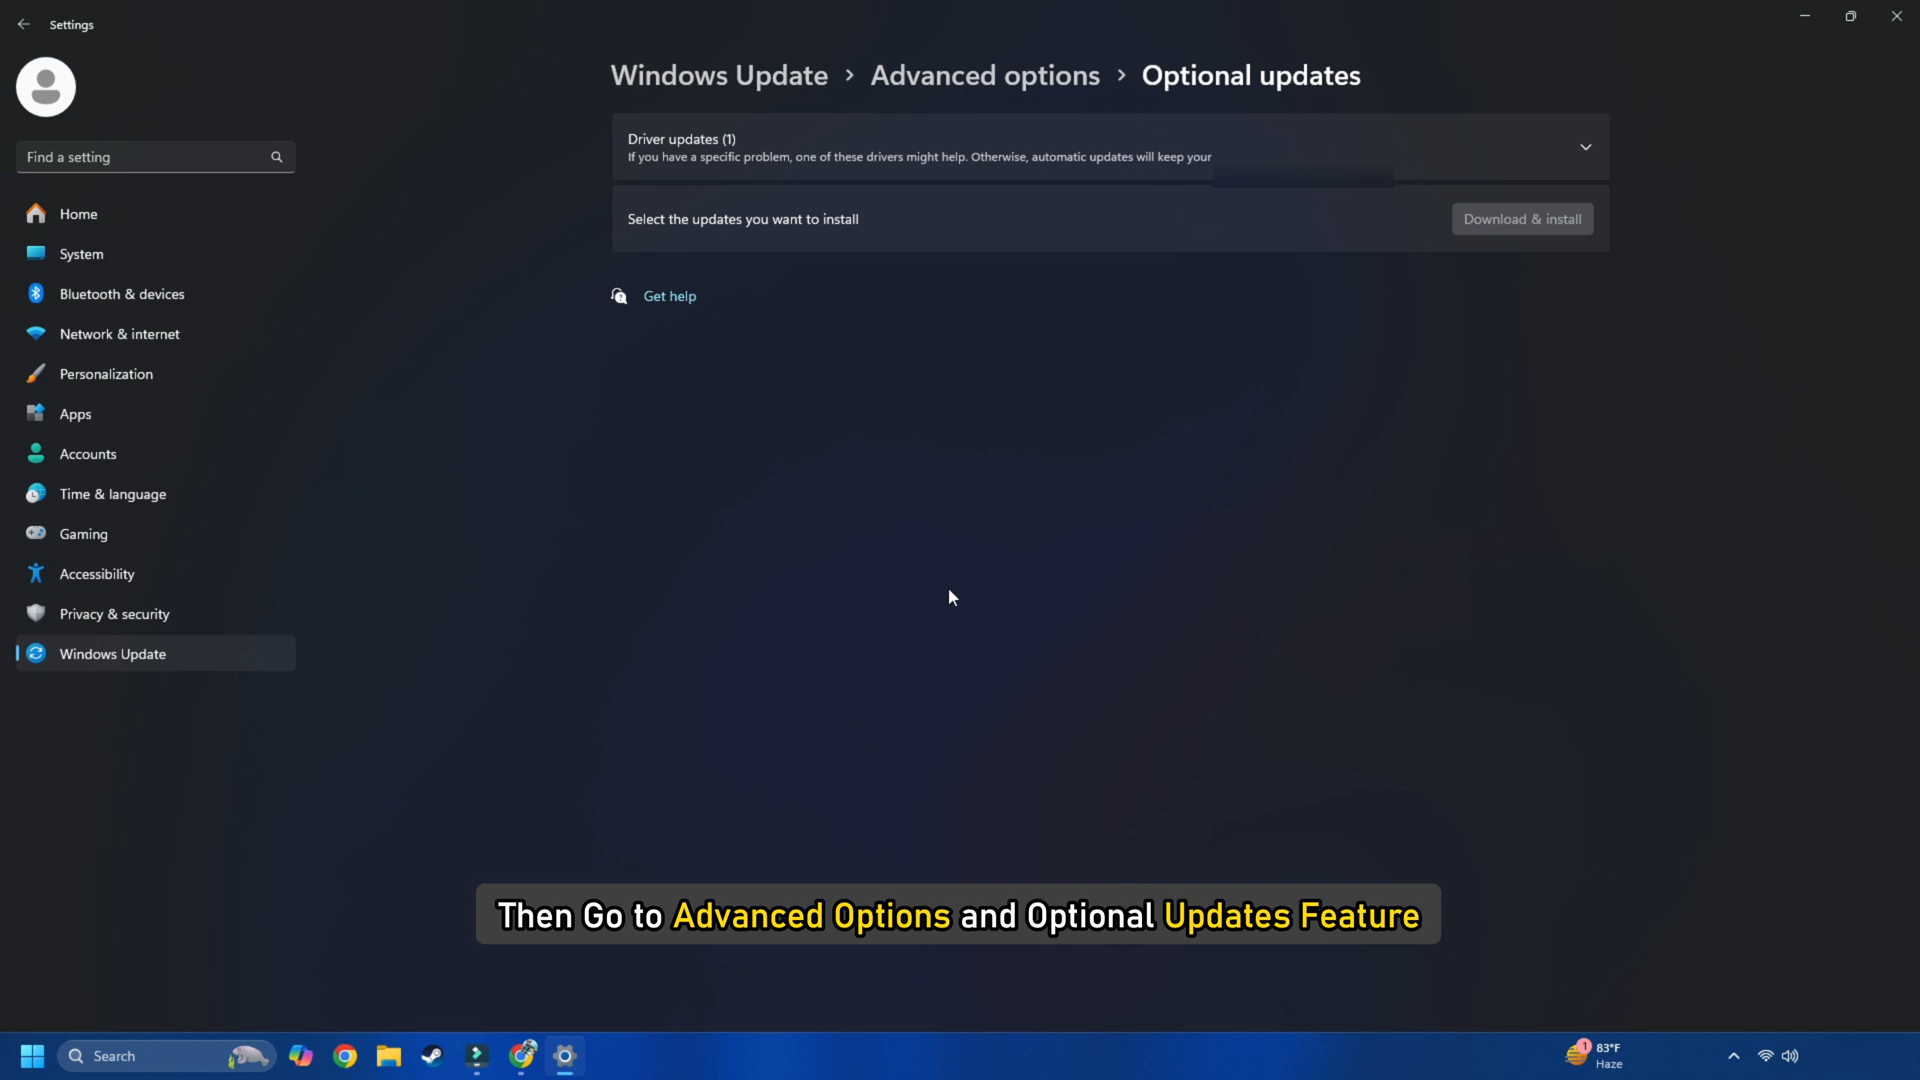 Settings
Find a setting
Home
System
Bluetooth & devices
Network & internet
Personalization
Apps
Accounts
Time & language
Gaming
Accessibility
Privacy & security
Windows Update
Windows Update > Advanced options > Optional updates
Driver updates (1)
If you have a specific problem, one of these drivers might help. Otherwise, automatic updates will keep your
Select the updates you want to install
Download & install
Get help
Then Go to Advanced Options and Optional Updates Feature
Search
1
83°F
Haze